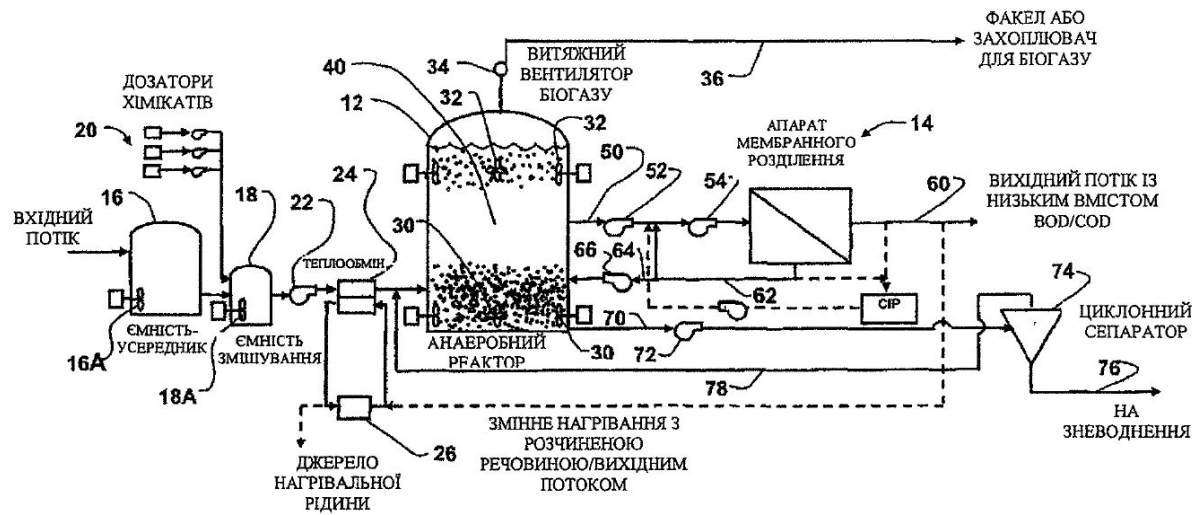 ФАКЕЛ АБО
ЗАХОПЛЮВАЧ
ДЛЯ БІОГАЗУ
36
34
ВИТЯЖНИЙ
ВЕНТИЛЯТОР
БІОГАЗУ
40
32
12
32
ДОЗАТОРИ
ХІМІКАТІВ
20
АПАРАТ
МЕМБРАННОГО
РОЗДІЛЕННЯ
14
50
52
54
60
ВИХІДНИЙ ПОТІК ІЗ
НИЗЬКИМ ВМІСТОМ
BOD/COD
16
18
22
24
ВХІДНИЙ
ПОТІК
ТЕПЛООБМІН
30
66
64
62
CIP
74
ЦИКЛОННИЙ
СЕПАРАТОР
16A
ЄМНІСТЬ-
УСЕРЕДНИК
18A
ЄМНІСТЬ
ЗМІШУВАННЯ
АНАЕРОБНИЙ
РЕАКТОР
30
70
72
78
76
НА
ЗНЕВОДНЕННЯ
26
ДЖЕРЕЛО
НАГРІВАЛЬНОЇ
РІДИНИ
ЗМІННЕ НАГРІВАННЯ З
РОЗЧИНЕНОЮ
РЕЧОВИНОЮ/ВИХІДНИМ
ПОТОКОМ